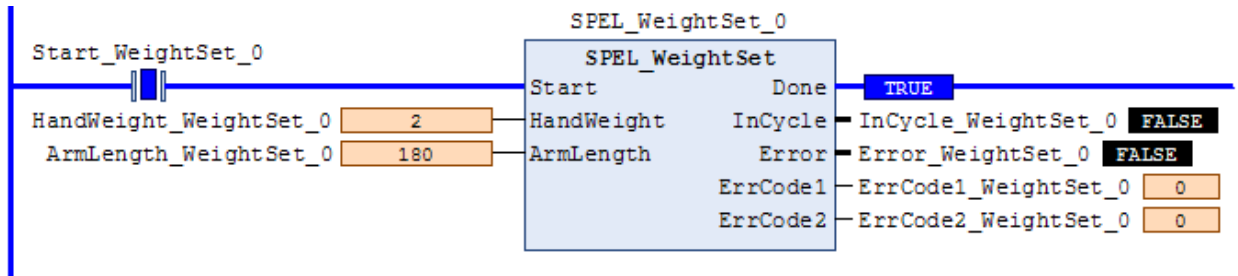 SPEL_WeightSet_0
Start_WeightSet_0
SPEL_WeightSet
Start Done TRUE
HandWeight_WeightSet_0 2 HandWeight InCycle InCycle_WeightSet_0 FALSE
ArmLength_WeightSet_0 180 ArmLength Error Error_WeightSet_0 FALSE
ErrCode1 ErrCode1_WeightSet_0 0
ErrCode2 ErrCode2_WeightSet_0 0